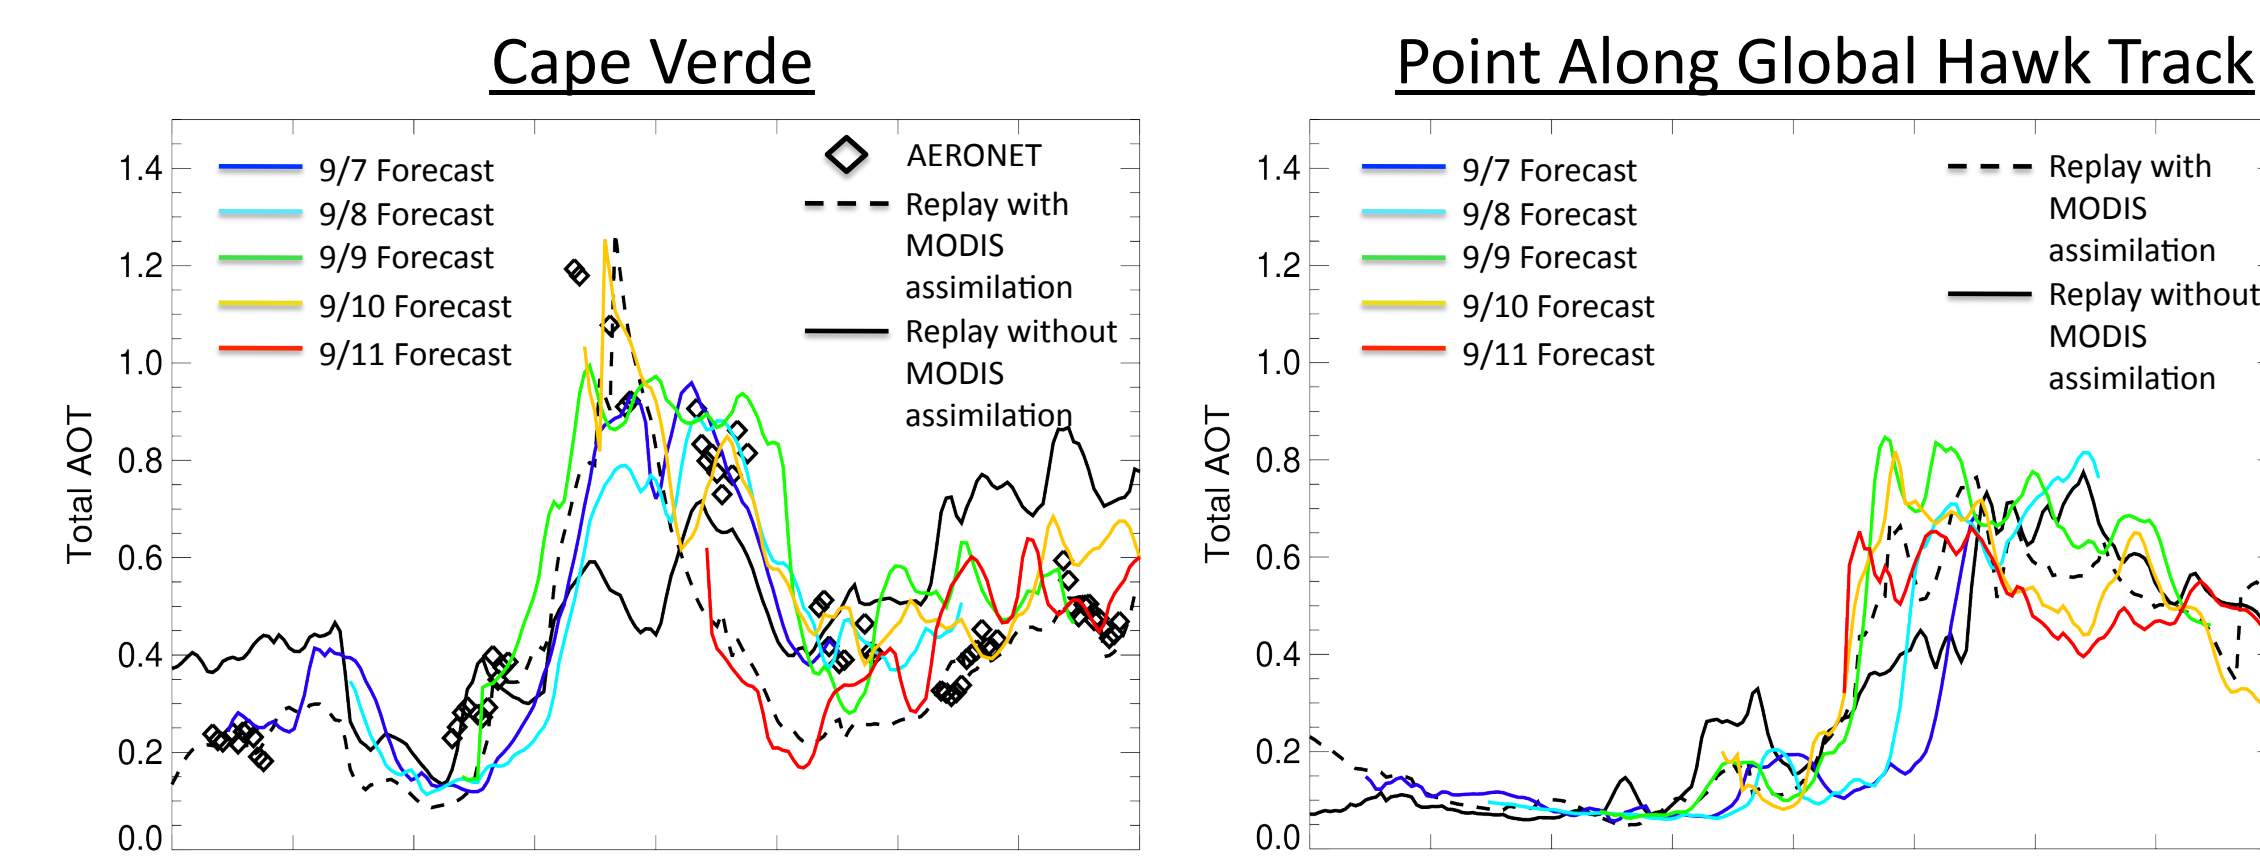 Cape Verde
1.4
1.2
1.0
0.8
0.6
0.4
0.2
0.0
Total AOT
9/7 Forecast
9/8 Forecast
9/9 Forecast
9/10 Forecast
9/11 Forecast
AERONET
Replay with
MODIS
assimilation
Replay without
MODIS
assimilation
Point Along Global Hawk Track
1.4
1.2
1.0
0.8
0.6
0.4
0.2
0.0
Total AOT
9/7 Forecast
9/8 Forecast
9/9 Forecast
9/10 Forecast
9/11 Forecast
Replay with
MODIS
assimilation
Replay without
MODIS
assimilation